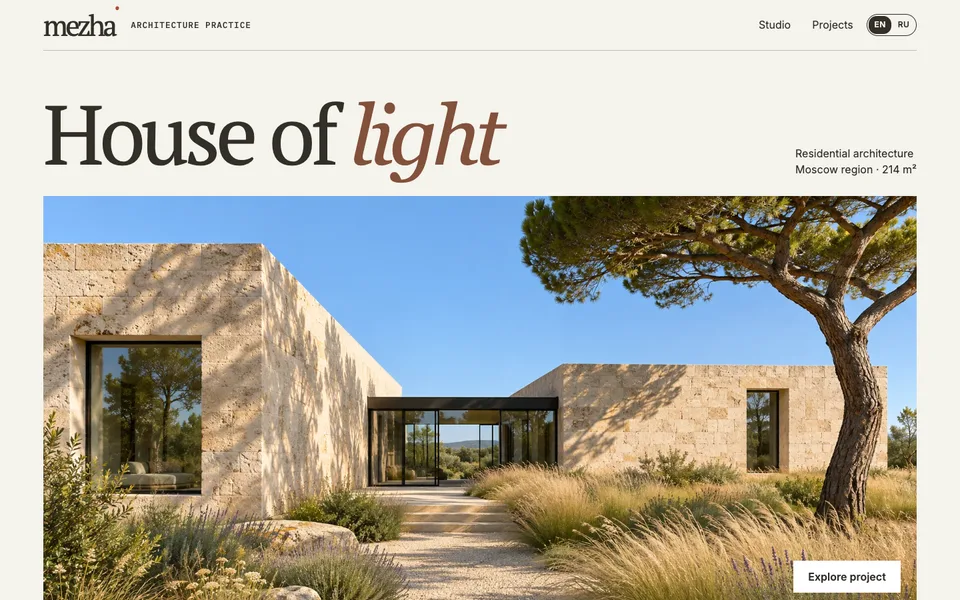 mezha ARCHITECTURE PRACTICE Studio Projects EN RU
House of light
Residential architecture
Moscow region · 214 m²
Explore project